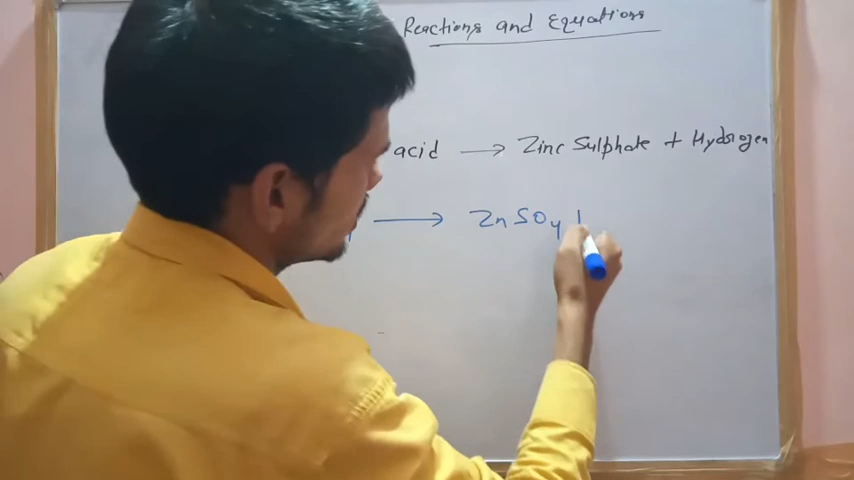 Reactions and Equations
acid → Zinc Sulphate + Hydrogen
→ ZnSO4